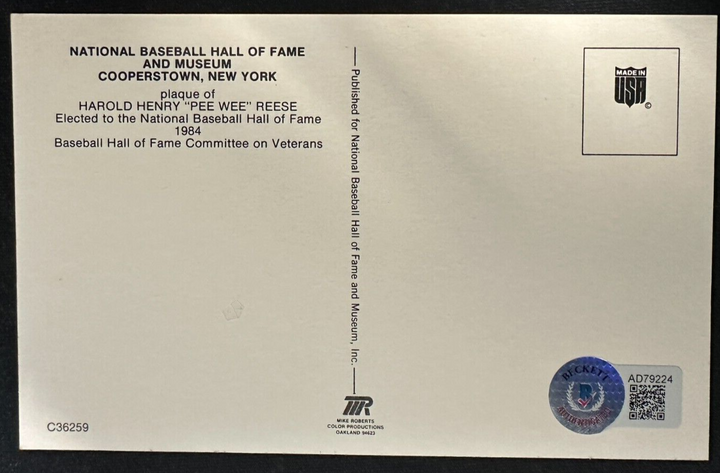 NATIONAL BASEBALL HALL OF FAME
AND MUSEUM
COOPERSTOWN, NEW YORK
plaque of
HAROLD HENRY "PEE WEE" REESE
Elected to the National Baseball Hall of Fame
1984
Baseball Hall of Fame Committee on Veterans
Published for National Baseball Hall of Fame and Museum, Inc.
MADE IN
USA
©
MIKE ROBERTS
COLOR PRODUCTIONS
OAKLAND 94623
C36259
BECKETT
AD79224